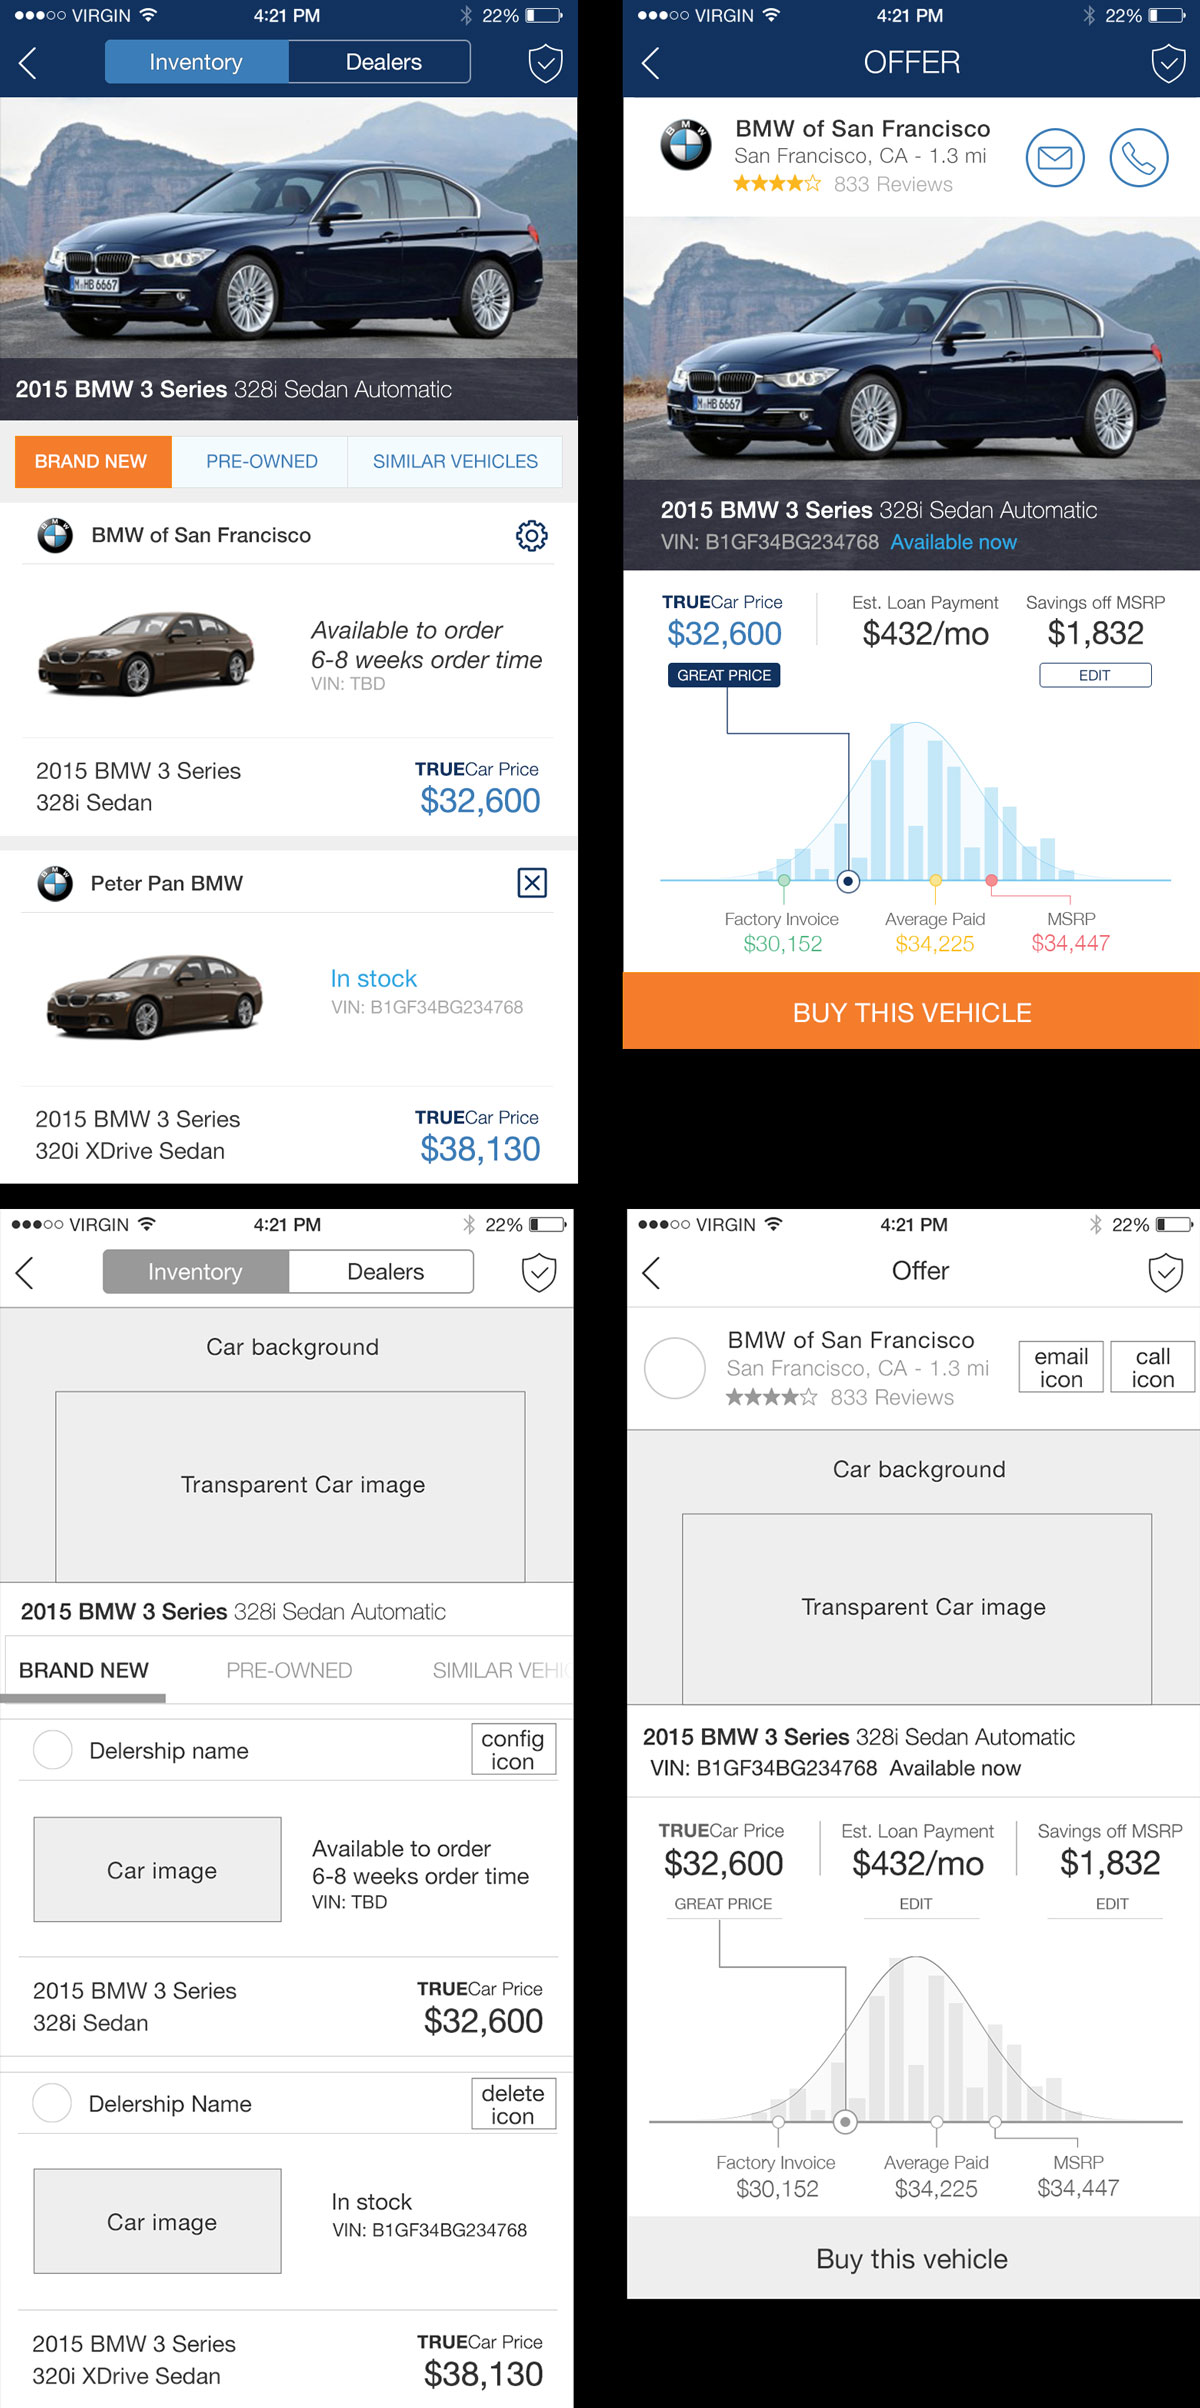 VIRGIN 4:21 PM 22%
Inventory Dealers
M HB 6667
2015 BMW 3 Series 328i Sedan Automatic
BRAND NEW PRE-OWNED SIMILAR VEHICLES
BMW BMW of San Francisco
Available to order
6-8 weeks order time
VIN: TBD
2015 BMW 3 Series TRUECar Price
328i Sedan $32,600
BMW Peter Pan BMW
In stock
VIN: B1GF34BG234768
2015 BMW 3 Series TRUECar Price
320i XDrive Sedan $38,130
VIRGIN 4:21 PM 22%
OFFER
BMW BMW of San Francisco
San Francisco, CA - 1.3 mi
833 Reviews
M HB 6667
2015 BMW 3 Series 328i Sedan Automatic
VIN: B1GF34BG234768 Available now
TRUECar Price Est. Loan Payment Savings off MSRP
$32,600 $432/mo $1,832
GREAT PRICE EDIT
Factory Invoice Average Paid MSRP
$30,152 $34,225 $34,447
BUY THIS VEHICLE
VIRGIN 4:21 PM 22%
Inventory Dealers
Car background
Transparent Car image
2015 BMW 3 Series 328i Sedan Automatic
BRAND NEW PRE-OWNED SIMILAR VEHIC
Delership name config
icon
Car image Available to order
6-8 weeks order time
VIN: TBD
2015 BMW 3 Series TRUECar Price
328i Sedan $32,600
Delership Name delete
icon
Car image In stock
VIN: B1GF34BG234768
2015 BMW 3 Series TRUECar Price
320i XDrive Sedan $38,130
VIRGIN 4:21 PM 22%
Offer
BMW of San Francisco email call
San Francisco, CA - 1.3 mi icon icon
833 Reviews
Car background
Transparent Car image
2015 BMW 3 Series 328i Sedan Automatic
VIN: B1GF34BG234768 Available now
TRUECar Price Est. Loan Payment Savings off MSRP
$32,600 $432/mo $1,832
GREAT PRICE EDIT EDIT
Factory Invoice Average Paid MSRP
$30,152 $34,225 $34,447
Buy this vehicle